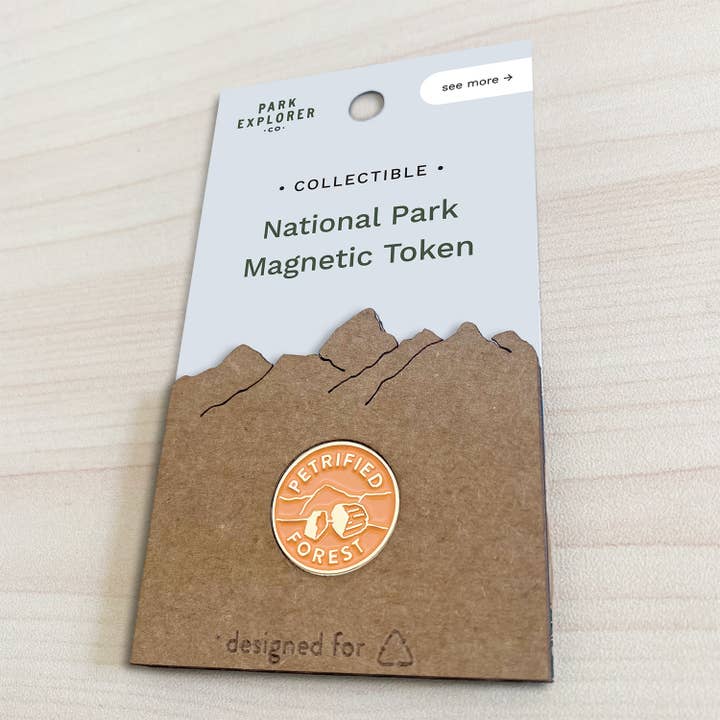 PARK
EXPLORER
·CO·
see more →
• COLLECTIBLE •
National Park
Magnetic Token
PETRIFIED
FOREST
designed for